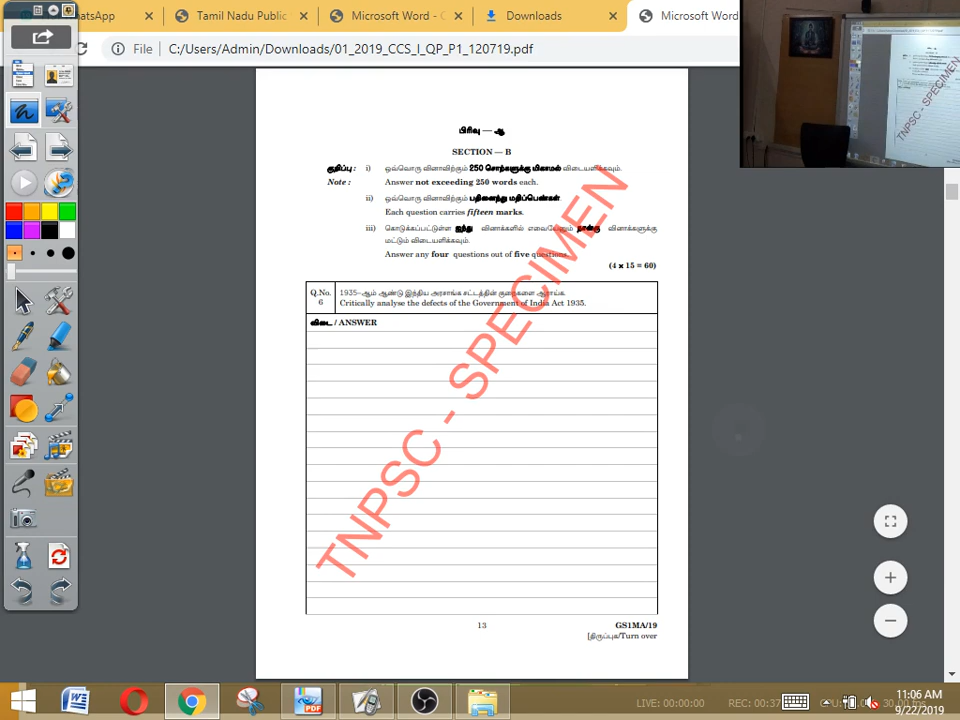 WhatsApp
Tamil Nadu Public
Microsoft Word - C
Downloads
Microsoft Word
File
C:/Users/Admin/Downloads/01_2019_CCS_I_QP_P1_120719.pdf
பிரிவு — ஆ
SECTION — B
குறிப்பு : i) ஒவ்வொரு வினாவிற்கும் 250 சொற்களுக்கு மிகாமல் விடையளிக்கவும்.
Note : Answer not exceeding 250 words each.
ii) ஒவ்வொரு வினாவிற்கும் பதினைந்து மதிப்பெண்கள்.
Each question carries fifteen marks.
iii) கொடுக்கப்பட்டுள்ள ஐந்து வினாக்களில் எவையேனும் நான்கு வினாக்களுக்கு
மட்டும் விடையளிக்கவும்.
Answer any four questions out of five questions.
(4 x 15 = 60)
Q.No. 1935-ஆம் ஆண்டு இந்திய அரசாங்க சட்டத்தின் குறைகளை ஆராய்க.
6 Critically analyse the defects of the Government of India Act 1935.
விடை / ANSWER
TNPSC - SPECIMEN
13
GS1MA/19
[திருப்புக/Turn over
LIVE: 00:00:00
30.00 fps
11:06 AM
9/22/2019